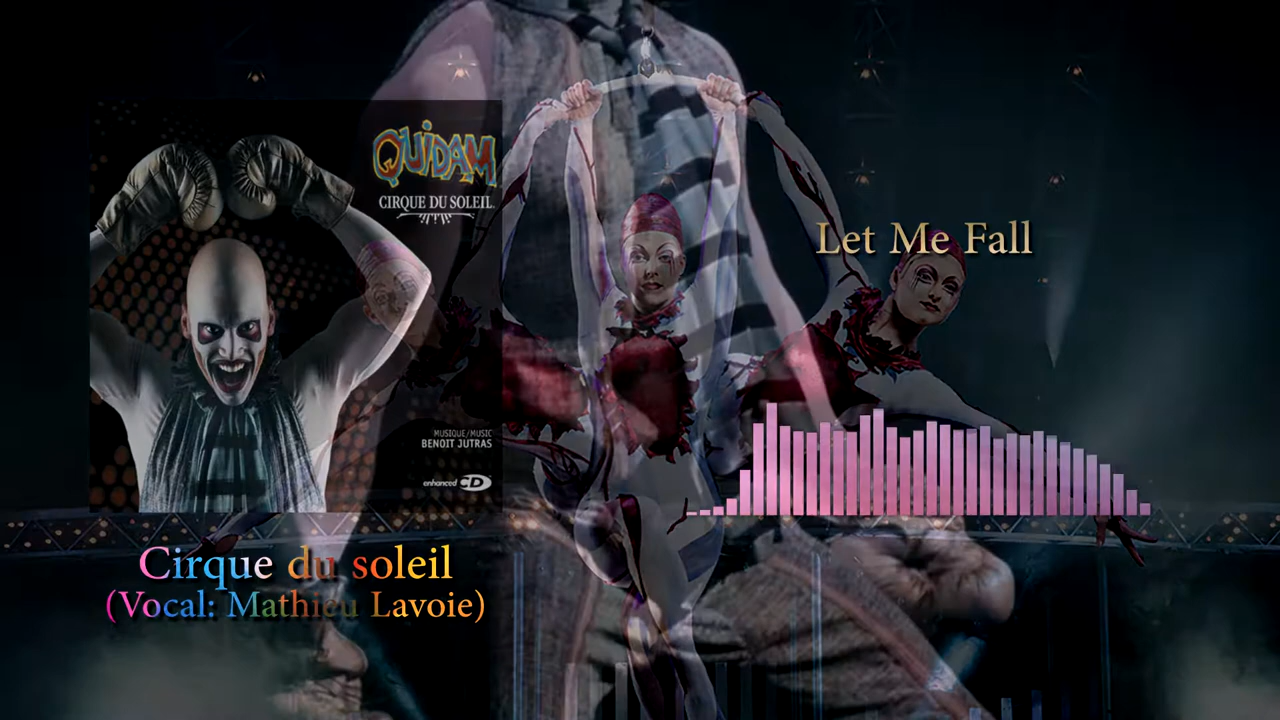 QUIDAM
CIRQUE DU SOLEIL.
Let Me Fall
MUSIQUE/MUSIC
BENOIT JUTRAS
enhanced CD
Cirque du soleil
(Vocal: Mathieu Lavoie)